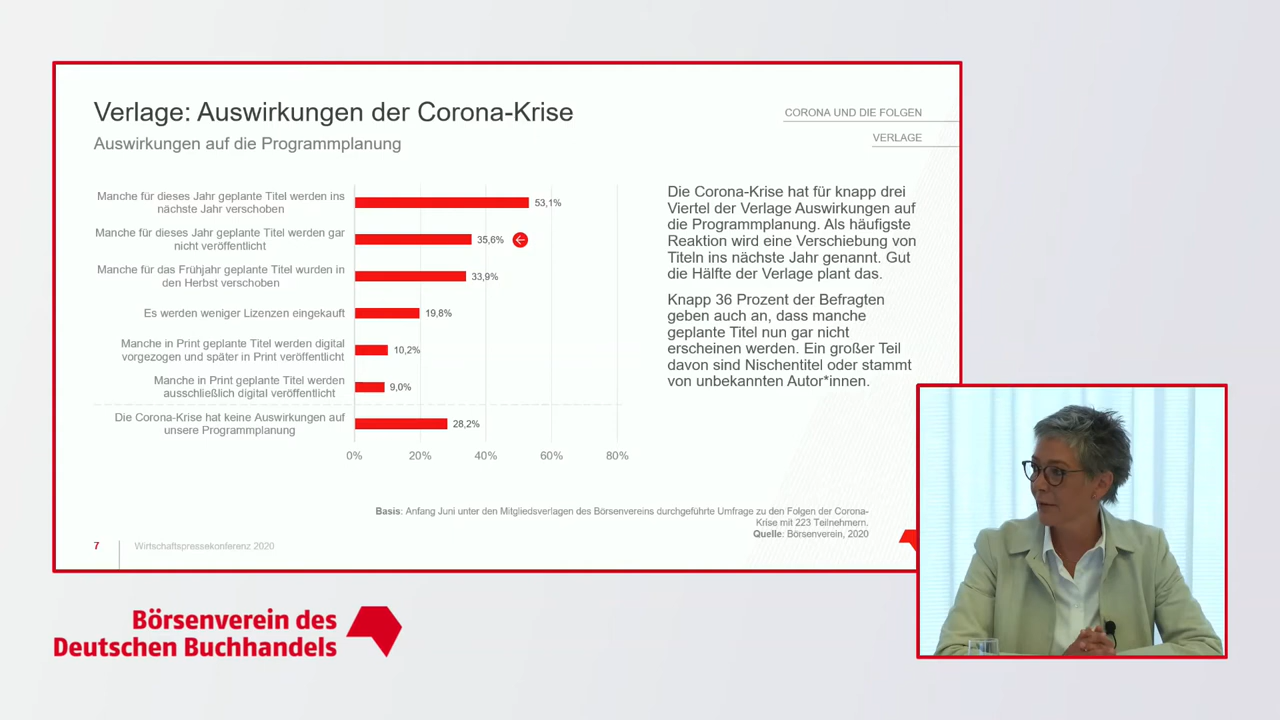 Verlage: Auswirkungen der Corona-Krise
Auswirkungen auf die Programmplanung
CORONA UND DIE FOLGEN
VERLAGE
Manche für dieses Jahr geplante Titel werden ins
nächste Jahr verschoben
53,1%
Manche für dieses Jahr geplante Titel werden gar
nicht veröffentlicht
35,6%
Manche für das Frühjahr geplante Titel wurden in
den Herbst verschoben
33,9%
Es werden weniger Lizenzen eingekauft
19,8%
Manche in Print geplante Titel werden digital
vorgezogen und später in Print veröffentlicht
10,2%
Manche in Print geplante Titel werden
ausschließlich digital veröffentlicht
9,0%
Die Corona-Krise hat keine Auswirkungen auf
unsere Programmplanung
28,2%
0% 20% 40% 60% 80%
Die Corona-Krise hat für knapp drei
Viertel der Verlage Auswirkungen auf
die Programmplanung. Als häufigste
Reaktion wird eine Verschiebung von
Titeln ins nächste Jahr genannt. Gut
die Hälfte der Verlage plant das.
Knapp 36 Prozent der Befragten
geben auch an, dass manche
geplante Titel nun gar nicht
erscheinen werden. Ein großer Teil
davon sind Nischentitel oder stammt
von unbekannten Autor*innen.
Basis: Anfang Juni unter den Mitgliedsverlagen des Börsenvereins durchgeführte Umfrage zu den Folgen der Corona-
Krise mit 223 Teilnehmern.
Quelle: Börsenverein, 2020
7 Wirtschaftspressekonferenz 2020
Börsenverein des
Deutschen Buchhandels